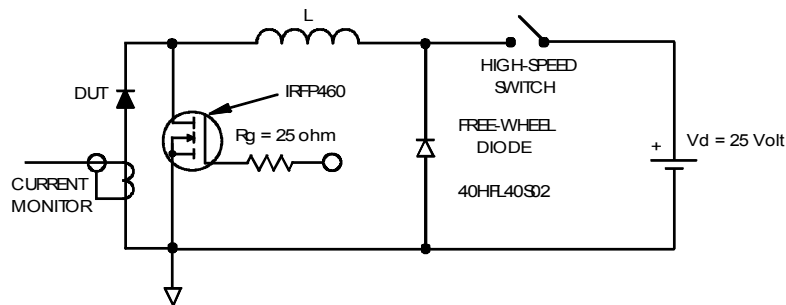 L
HIGH-SPEED
SWITCH
DUT
IRFP460
Rg = 25 ohm
FREE-WHEEL
DIODE
+
Vd = 25 Volt
40HFL40S02
CURRENT
MONITOR